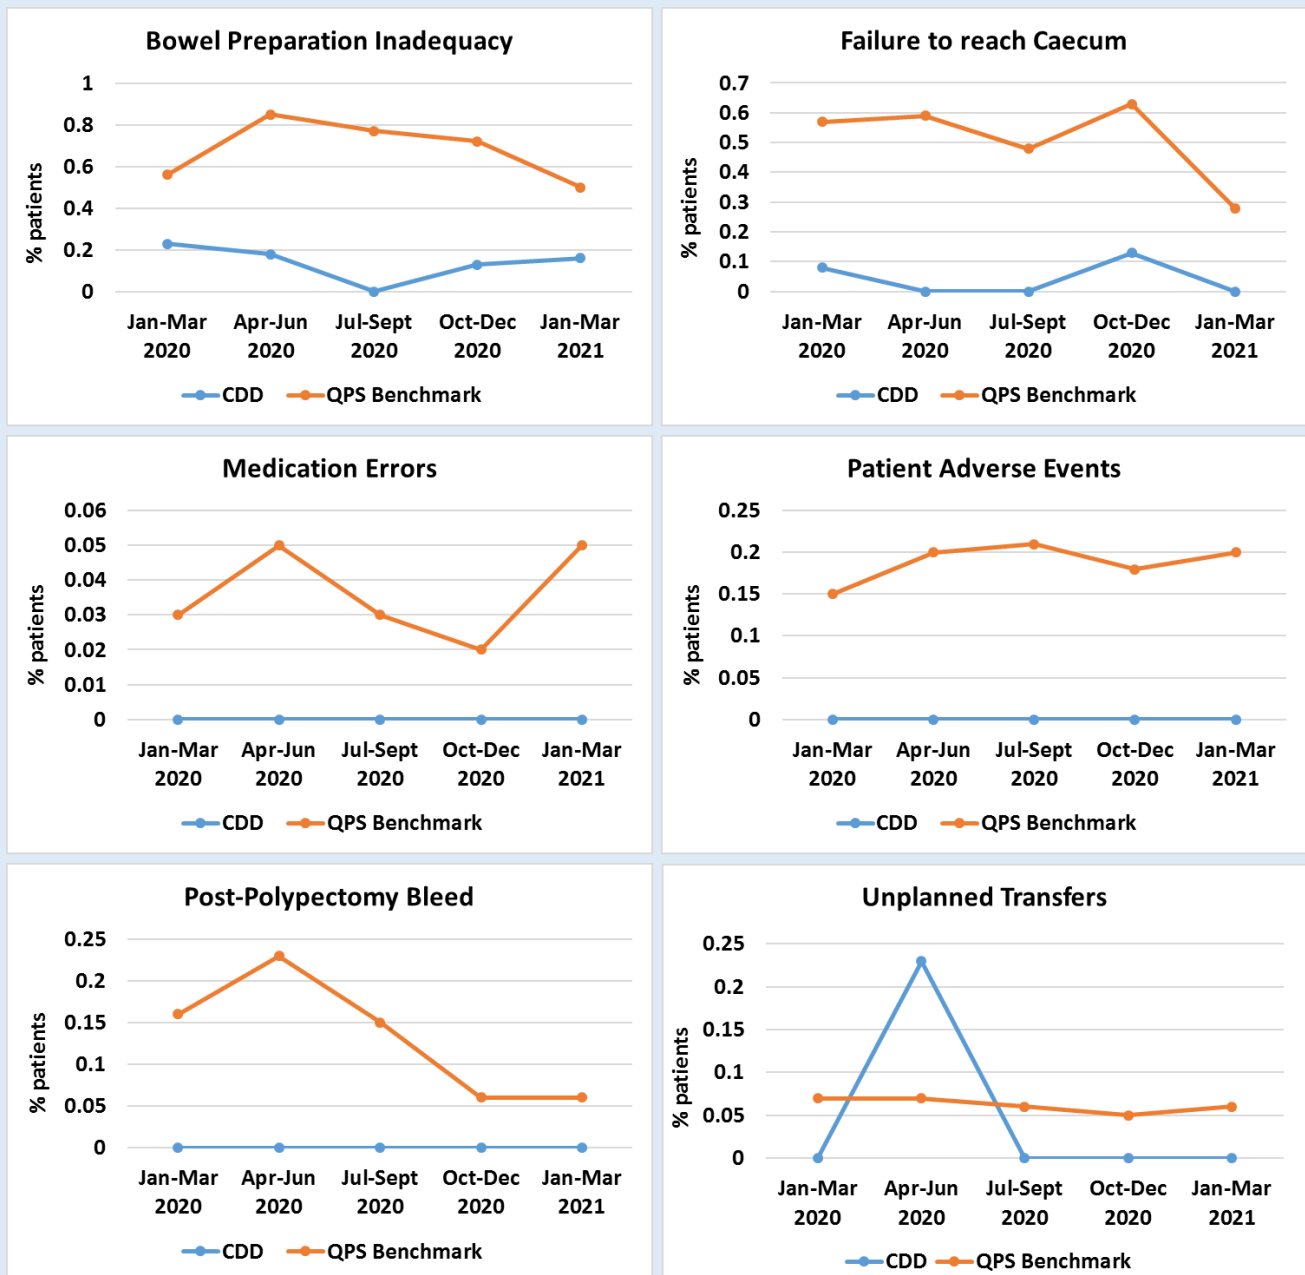 Bowel Preparation Inadequacy
% patients
1
0.8
0.6
0.4
0.2
0
Jan-Mar Apr-Jun Jul-Sept Oct-Dec Jan-Mar
2020 2020 2020 2020 2021
CDD QPS Benchmark
Failure to reach Caecum
% patients
0.7
0.6
0.5
0.4
0.3
0.2
0.1
0
Jan-Mar Apr-Jun Jul-Sept Oct-Dec Jan-Mar
2020 2020 2020 2020 2021
CDD QPS Benchmark
Medication Errors
% patients
0.06
0.05
0.04
0.03
0.02
0.01
0
Jan-Mar Apr-Jun Jul-Sept Oct-Dec Jan-Mar
2020 2020 2020 2020 2021
CDD QPS Benchmark
Patient Adverse Events
% patients
0.25
0.2
0.15
0.1
0.05
0
Jan-Mar Apr-Jun Jul-Sept Oct-Dec Jan-Mar
2020 2020 2020 2020 2021
CDD QPS Benchmark
Post-Polypectomy Bleed
% patients
0.25
0.2
0.15
0.1
0.05
0
Jan-Mar Apr-Jun Jul-Sept Oct-Dec Jan-Mar
2020 2020 2020 2020 2021
CDD QPS Benchmark
Unplanned Transfers
% patients
0.25
0.2
0.15
0.1
0.05
0
Jan-Mar Apr-Jun Jul-Sept Oct-Dec Jan-Mar
2020 2020 2020 2020 2021
CDD QPS Benchmark